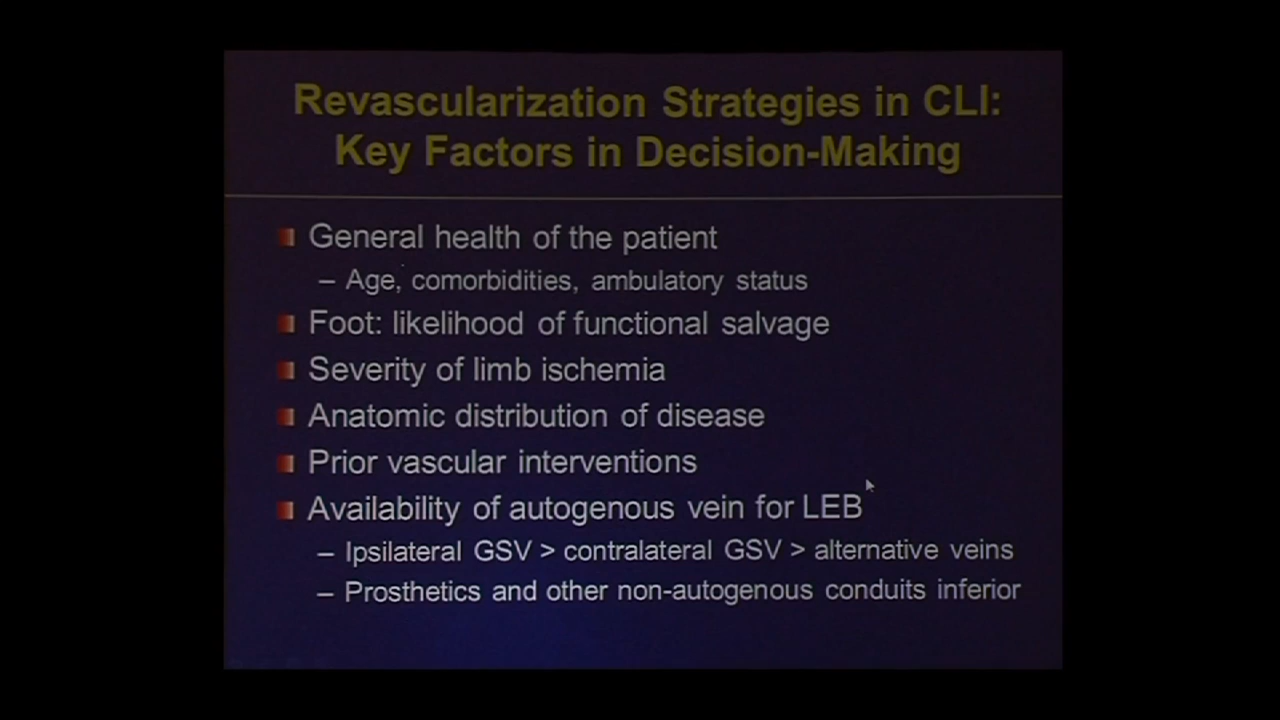 Revascularization Strategies in CLI:
Key Factors in Decision-Making
General health of the patient
– Age, comorbidities, ambulatory status
Foot: likelihood of functional salvage
Severity of limb ischemia
Anatomic distribution of disease
Prior vascular interventions
Availability of autogenous vein for LEB
– Ipsilateral GSV > contralateral GSV > alternative veins
– Prosthetics and other non-autogenous conduits inferior